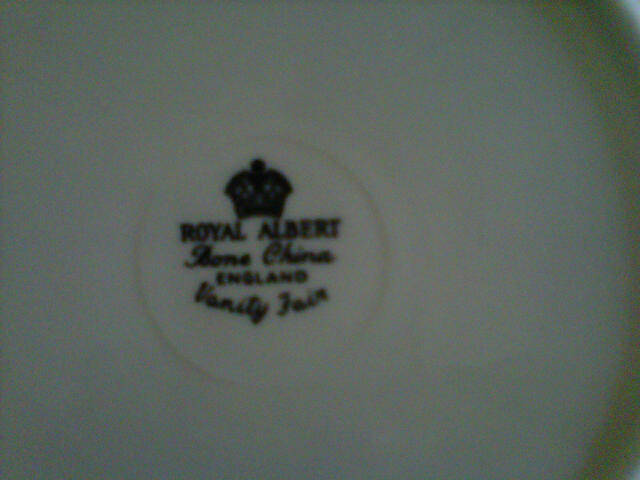 ROYAL ALBERT
Bone China
ENGLAND
Vanity Fair